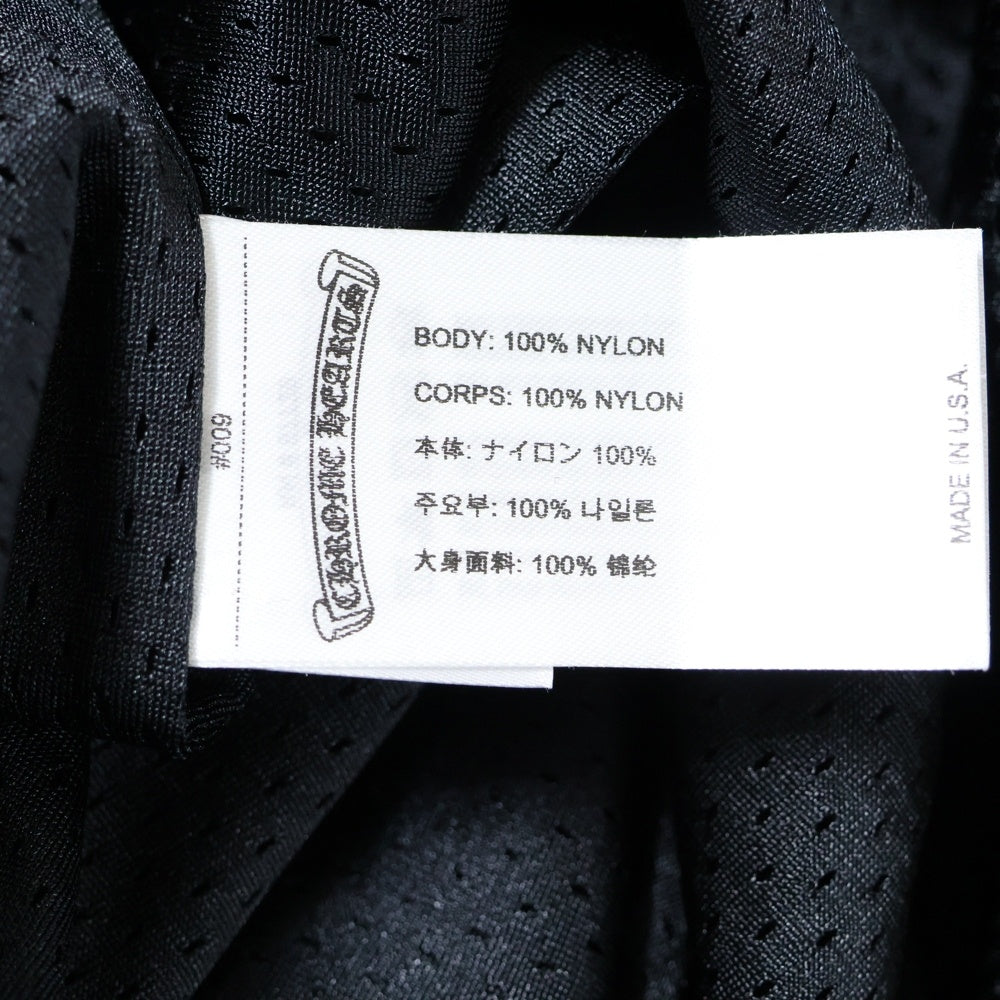 #009
CHROME HEARTS
BODY: 100% NYLON
CORPS: 100% NYLON
本体: ナイロン 100%
주요부: 100% 나일론
大身面料: 100% 锦纶
MADE IN U.S.A.